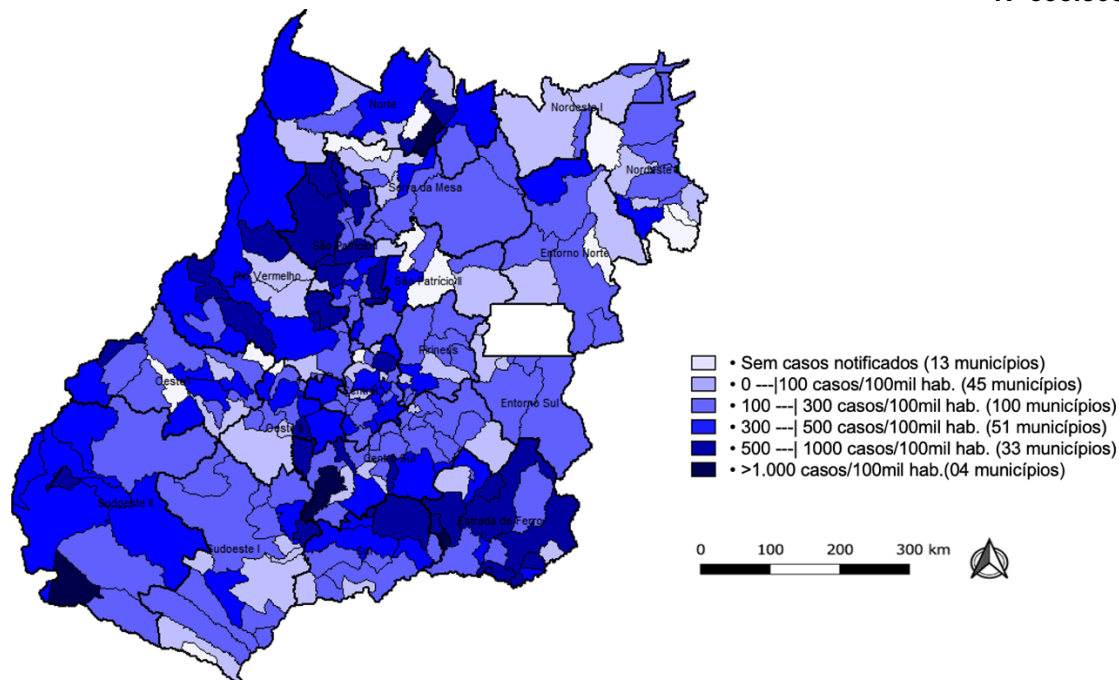 Norte
Nordeste I
Nordeste
Serra da Mesa
São Patrício I
Entorno Norte
Rio Vermelho
São Patrício II
Pirineus
• Sem casos notificados (13 municípios)
Oeste I
• 0 ---|100 casos/100mil hab. (45 municípios)
Entorno Sul
• 100 ---| 300 casos/100mil hab. (100 municípios)
Oeste II
• 300 ---| 500 casos/100mil hab. (51 municípios)
Centro Sul
• 500 ---| 1000 casos/100mil hab. (33 municípios)
• >1.000 casos/100mil hab.(04 municípios)
Sudoeste II
Estrada de Ferro
Sudoeste I
Sul
0 100 200 300 km